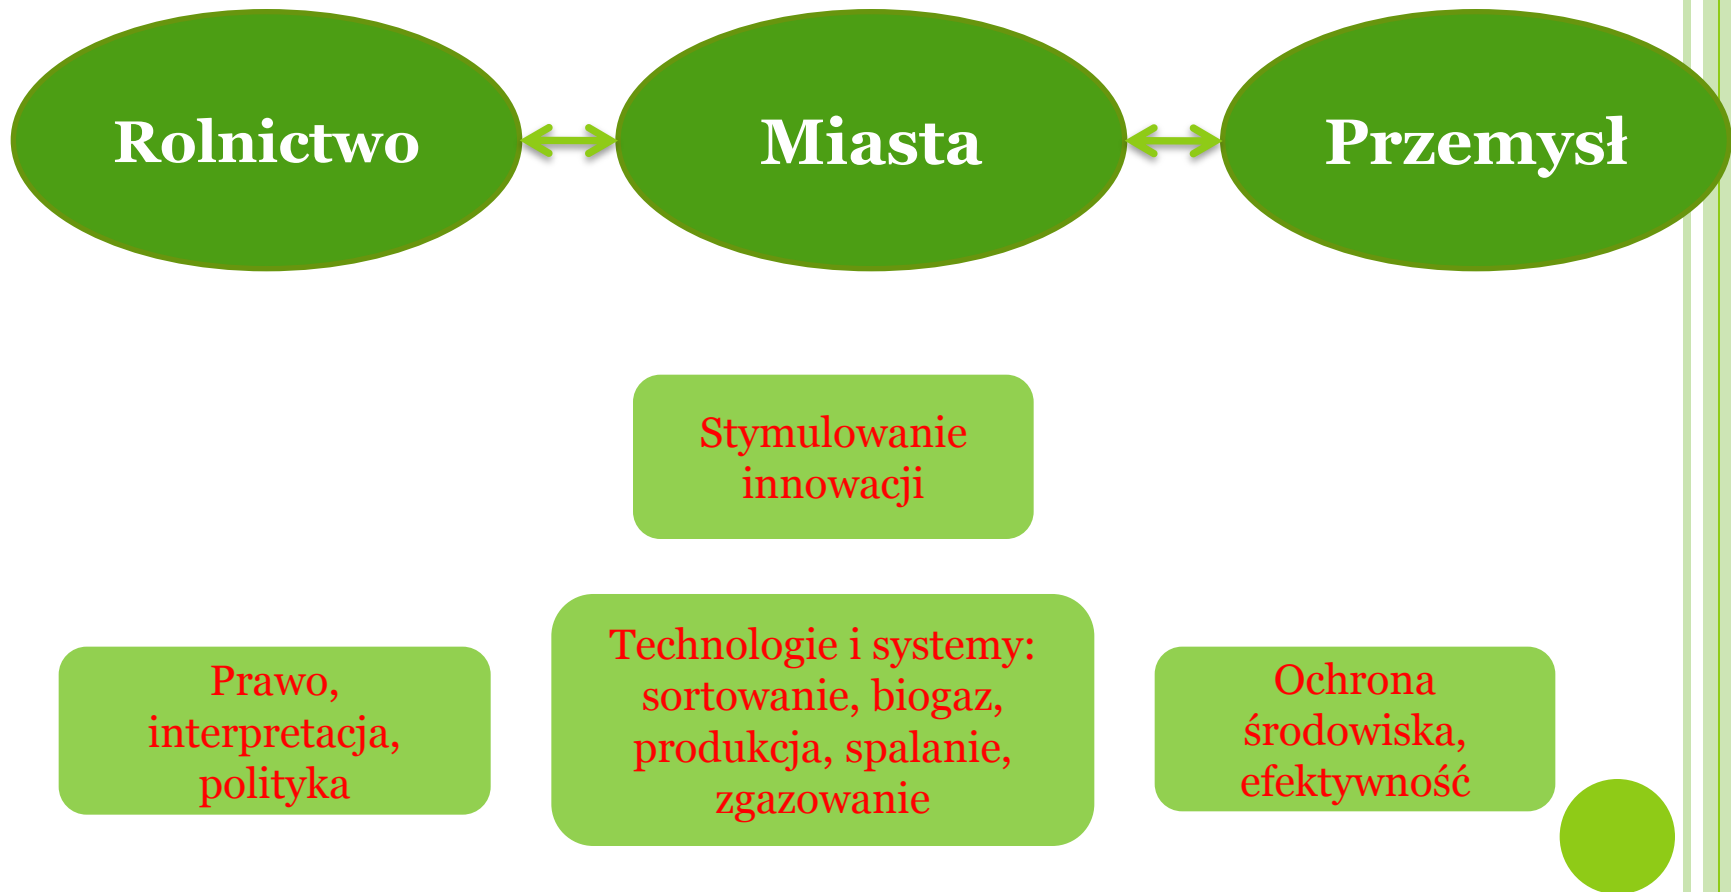 Rolnictwo
Miasta
Przemysł
Stymulowanie
innowacji
Prawo,
interpretacja,
polityka
Technologie i systemy:
sortowanie, biogaz,
produkcja, spalanie,
zgazowanie
Ochrona
środowiska,
efektywność